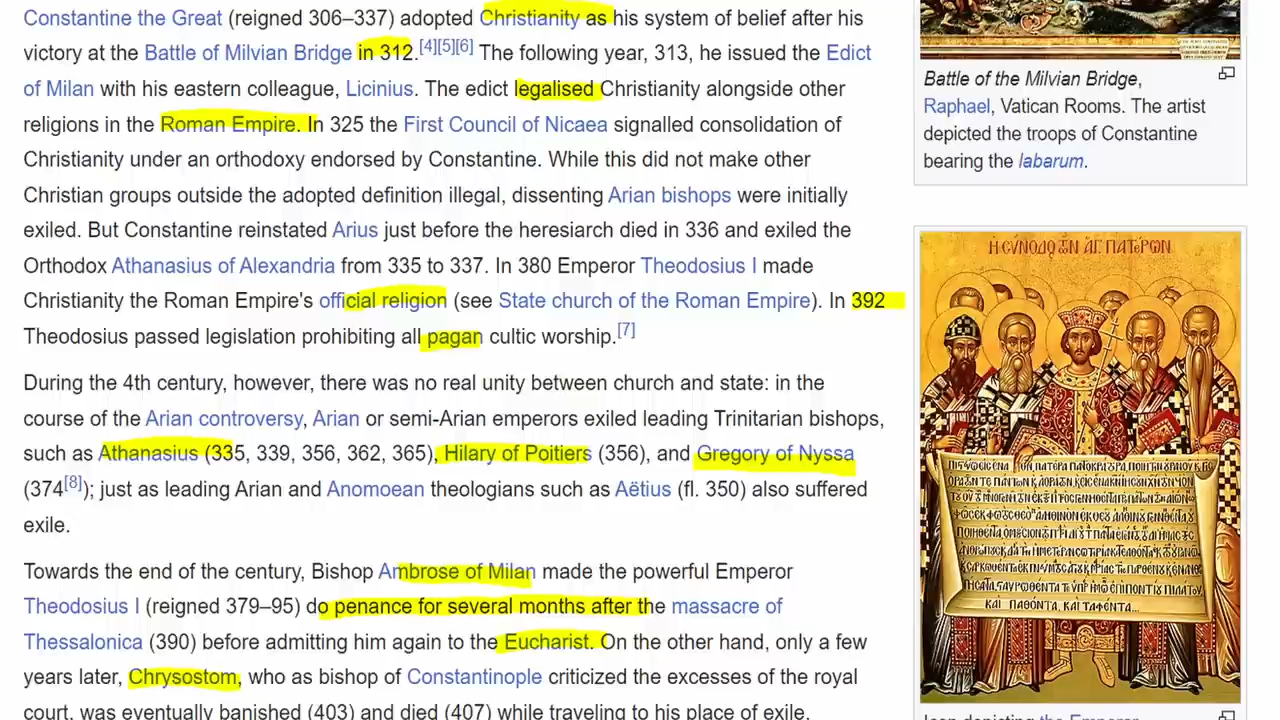 Constantine the Great (reigned 306–337) adopted Christianity as his system of belief after his
victory at the Battle of Milvian Bridge in 312.[4][5][6] The following year, 313, he issued the Edict
of Milan with his eastern colleague, Licinius. The edict legalised Christianity alongside other
religions in the Roman Empire. In 325 the First Council of Nicaea signalled consolidation of
Christianity under an orthodoxy endorsed by Constantine. While this did not make other
Christian groups outside the adopted definition illegal, dissenting Arian bishops were initially
exiled. But Constantine reinstated Arius just before the heresiarch died in 336 and exiled the
Orthodox Athanasius of Alexandria from 335 to 337. In 380 Emperor Theodosius I made
Christianity the Roman Empire's official religion (see State church of the Roman Empire). In 392
Theodosius passed legislation prohibiting all pagan cultic worship.[7]
During the 4th century, however, there was no real unity between church and state: in the
course of the Arian controversy, Arian or semi-Arian emperors exiled leading Trinitarian bishops,
such as Athanasius (335, 339, 356, 362, 365), Hilary of Poitiers (356), and Gregory of Nyssa
(374[8]); just as leading Arian and Anomoean theologians such as Aëtius (fl. 350) also suffered
exile.
Towards the end of the century, Bishop Ambrose of Milan made the powerful Emperor
Theodosius I (reigned 379–95) do penance for several months after the massacre of
Thessalonica (390) before admitting him again to the Eucharist. On the other hand, only a few
years later, Chrysostom, who as bishop of Constantinople criticized the excesses of the royal
court, was eventually banished (403) and died (407) while traveling to his place of exile.
Battle of the Milvian Bridge,
Raphael, Vatican Rooms. The artist
depicted the troops of Constantine
bearing the labarum.
ΚΑΙ ΠΑΘΟΝΤΑ, ΚΑΙ ΤΑΦΕΝΤΑ...
Icon depicting the Emperor